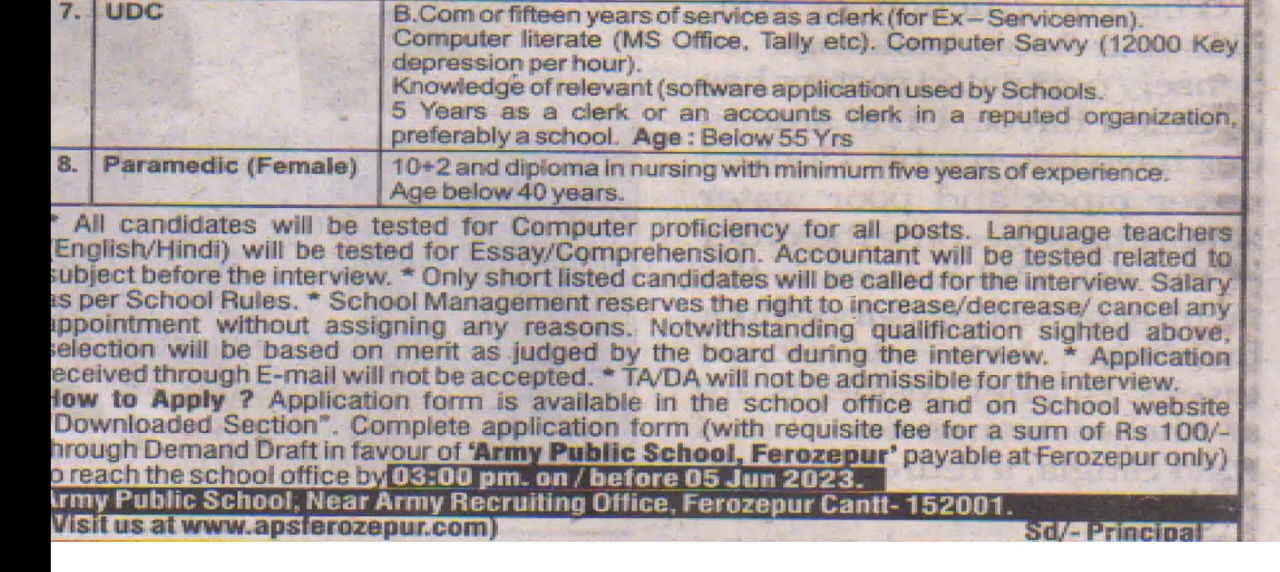 7. UDC B.Com or fifteen years of service as a clerk (for Ex – Servicemen).
Computer literate (MS Office, Tally etc). Computer Savvy (12000 Key
depression per hour).
Knowledge of relevant (software application used by Schools.
5 Years as a clerk or an accounts clerk in a reputed organization,
preferably a school. Age : Below 55 Yrs
8. Paramedic (Female) 10+2 and diploma in nursing with minimum five years of experience.
Age below 40 years.
* All candidates will be tested for Computer proficiency for all posts. Language teachers
(English/Hindi) will be tested for Essay/Comprehension. Accountant will be tested related to
subject before the interview. * Only short listed candidates will be called for the interview. Salary
as per School Rules. * School Management reserves the right to increase/decrease/ cancel any
appointment without assigning any reasons. Notwithstanding qualification sighted above,
selection will be based on merit as judged by the board during the interview. * Application
eceived through E-mail will not be accepted. * TA/DA will not be admissible for the interview.
How to Apply ? Application form is available in the school office and on School website
"Downloaded Section". Complete application form (with requisite fee for a sum of Rs 100/-
hrough Demand Draft in favour of 'Army Public School, Ferozepur' payable at Ferozepur only)
o reach the school office by 03:00 pm. on / before 05 Jun 2023.
Army Public School, Near Army Recruiting Office, Ferozepur Cantt- 152001.
(Visit us at www.apsferozepur.com) Sd/- Principal